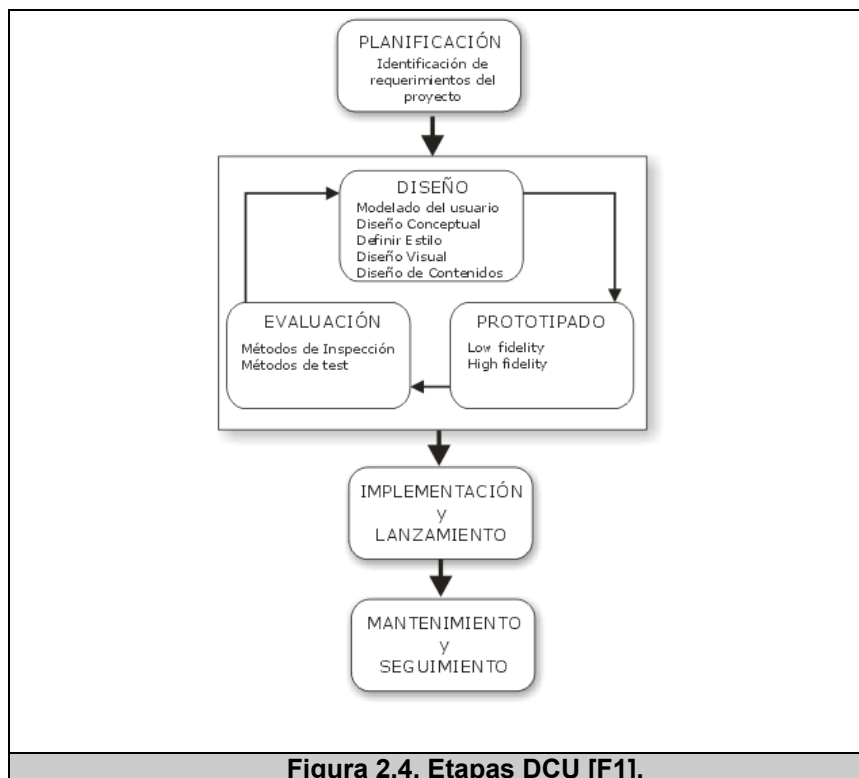 PLANIFICACIÓN
Identificación de
requerimientos del
proyecto
DISEÑO
Modelado del usuario
Diseño Conceptual
Definir Estilo
Diseño Visual
Diseño de Contenidos
EVALUACIÓN
Métodos de Inspección
Métodos de test
PROTOTIPADO
Low fidelity
High fidelity
IMPLEMENTACIÓN
y
LANZAMIENTO
MANTENIMIENTO
y
SEGUIMIENTO
Figura 2.4. Etapas DCU [F1].